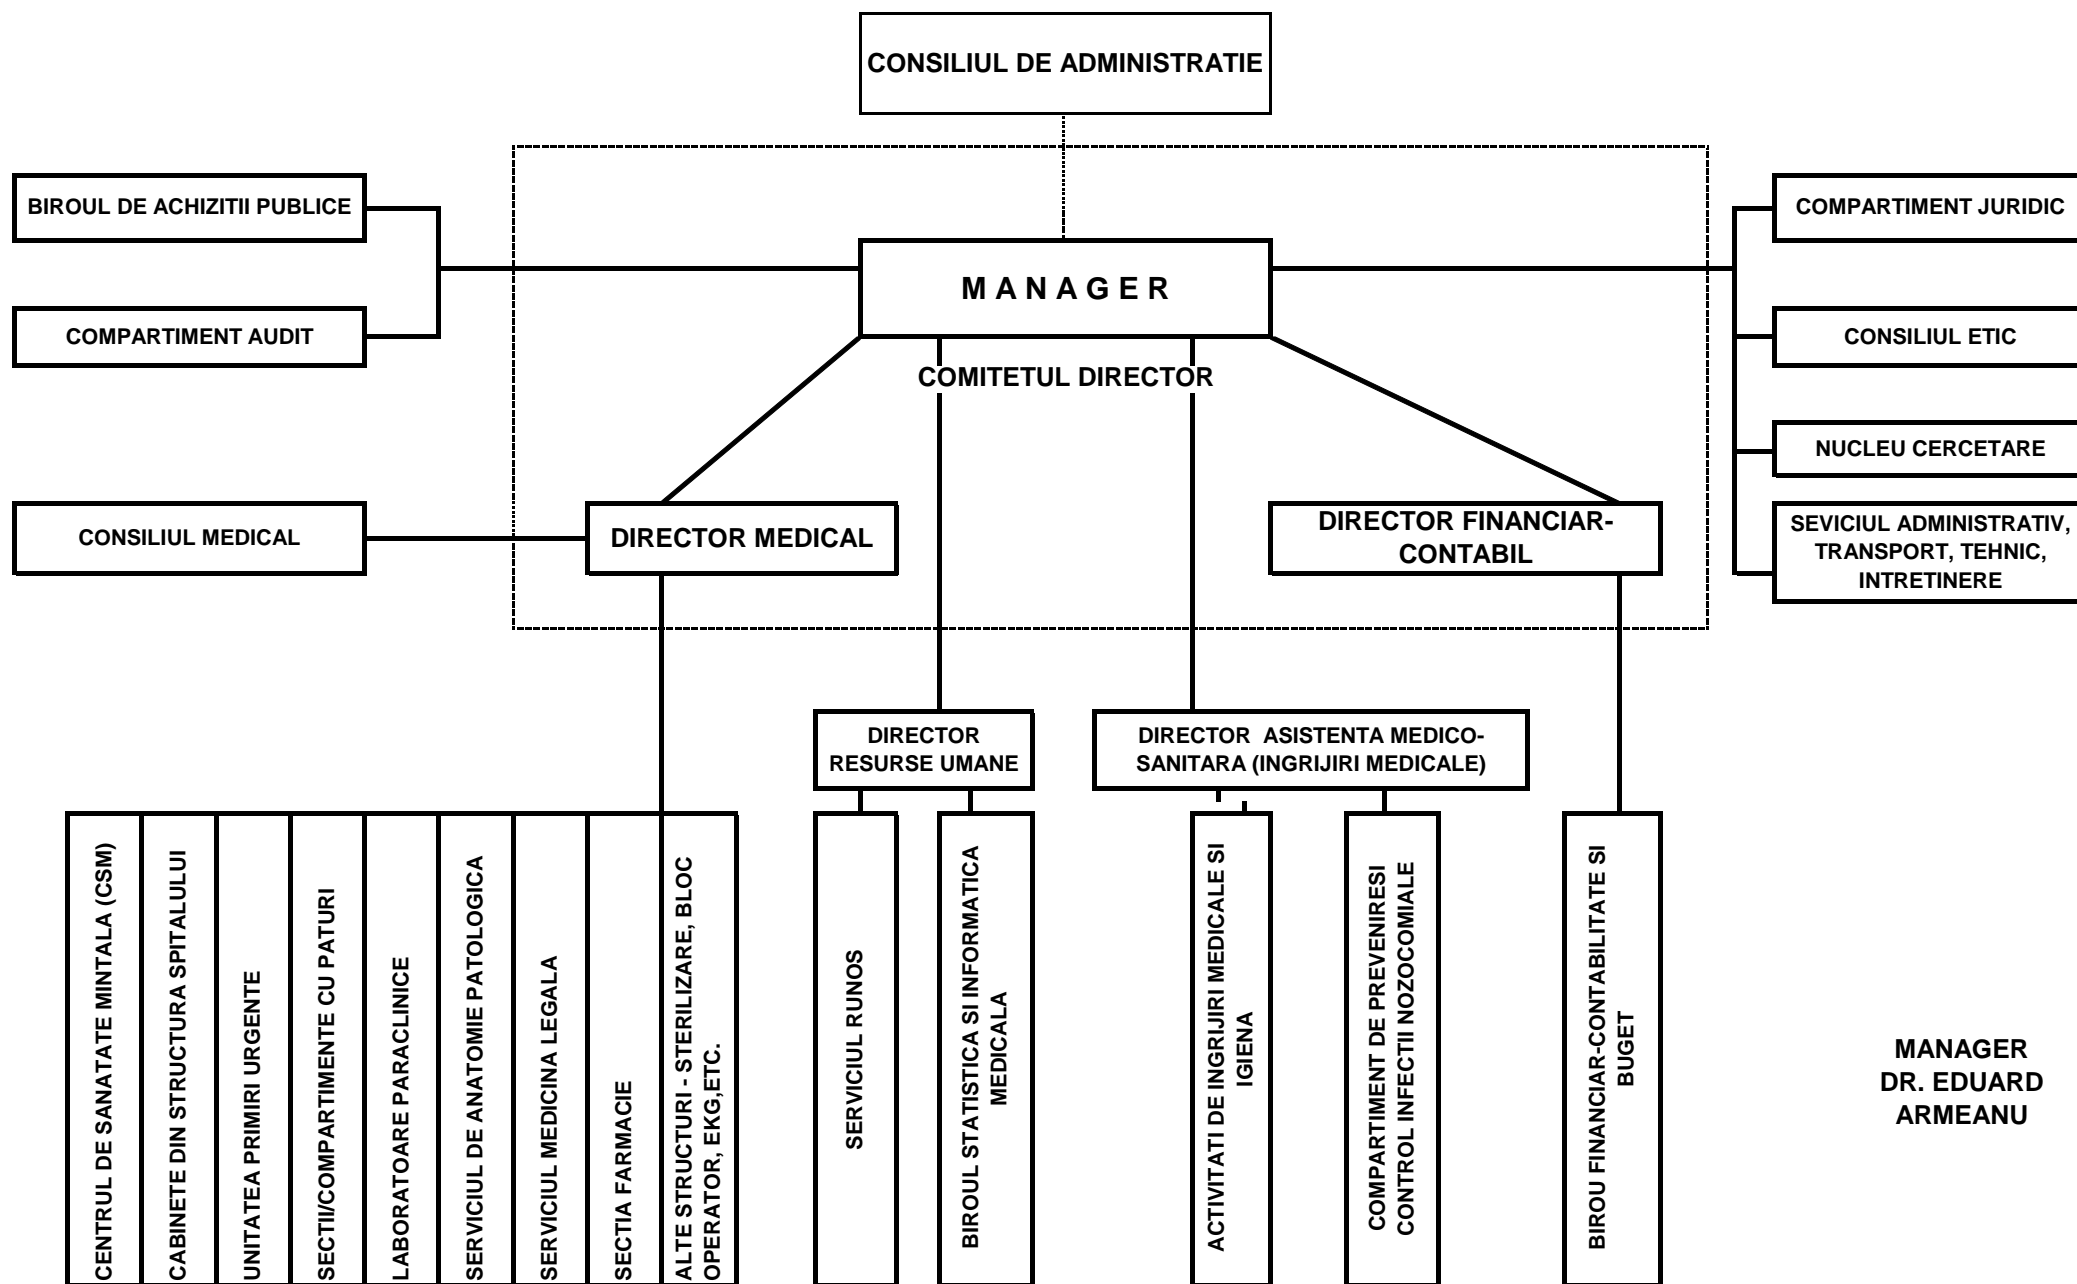 CONSILIUL DE ADMINISTRATIE
BIROUL DE ACHIZITII PUBLICE
COMPARTIMENT JURIDIC
M A N A G E R
COMPARTIMENT AUDIT
CONSILIUL ETIC
COMITETUL DIRECTOR
NUCLEU CERCETARE
CONSILIUL MEDICAL
DIRECTOR MEDICAL
DIRECTOR FINANCIAR-
CONTABIL
SEVICIUL ADMINISTRATIV,
TRANSPORT, TEHNIC,
INTRETINERE
DIRECTOR
RESURSE UMANE
DIRECTOR  ASISTENTA MEDICO-
SANITARA (INGRIJIRI MEDICALE)
CENTRUL DE SANATATE MINTALA (CSM)
CABINETE DIN STRUCTURA SPITALULUI
UNITATEA PRIMIRI URGENTE
SECTII/COMPARTIMENTE CU PATURI
LABORATOARE PARACLINICE
SERVICIUL DE ANATOMIE PATOLOGICA
SERVICIUL MEDICINA LEGALA
SECTIA FARMACIE
ALTE STRUCTURI - STERILIZARE, BLOC
OPERATOR, EKG,ETC.
SERVICIUL RUNOS
BIROUL STATISTICA SI INFORMATICA
MEDICALA
ACTIVITATI DE INGRIJIRI MEDICALE SI
IGIENA
COMPARTIMENT DE PREVENIRESI
CONTROL INFECTII NOZOCOMIALE
BIROU FINANCIAR-CONTABILITATE SI
BUGET
MANAGER
DR. EDUARD
ARMEANU